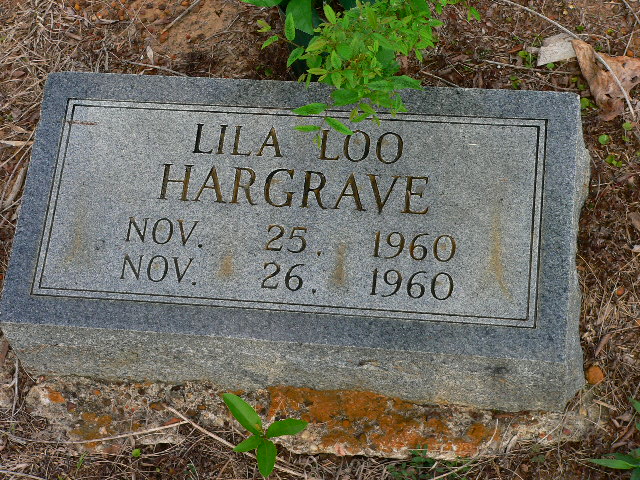 LILA LOO
HARGRAVE
NOV. 25, 1960
NOV. 26, 1960